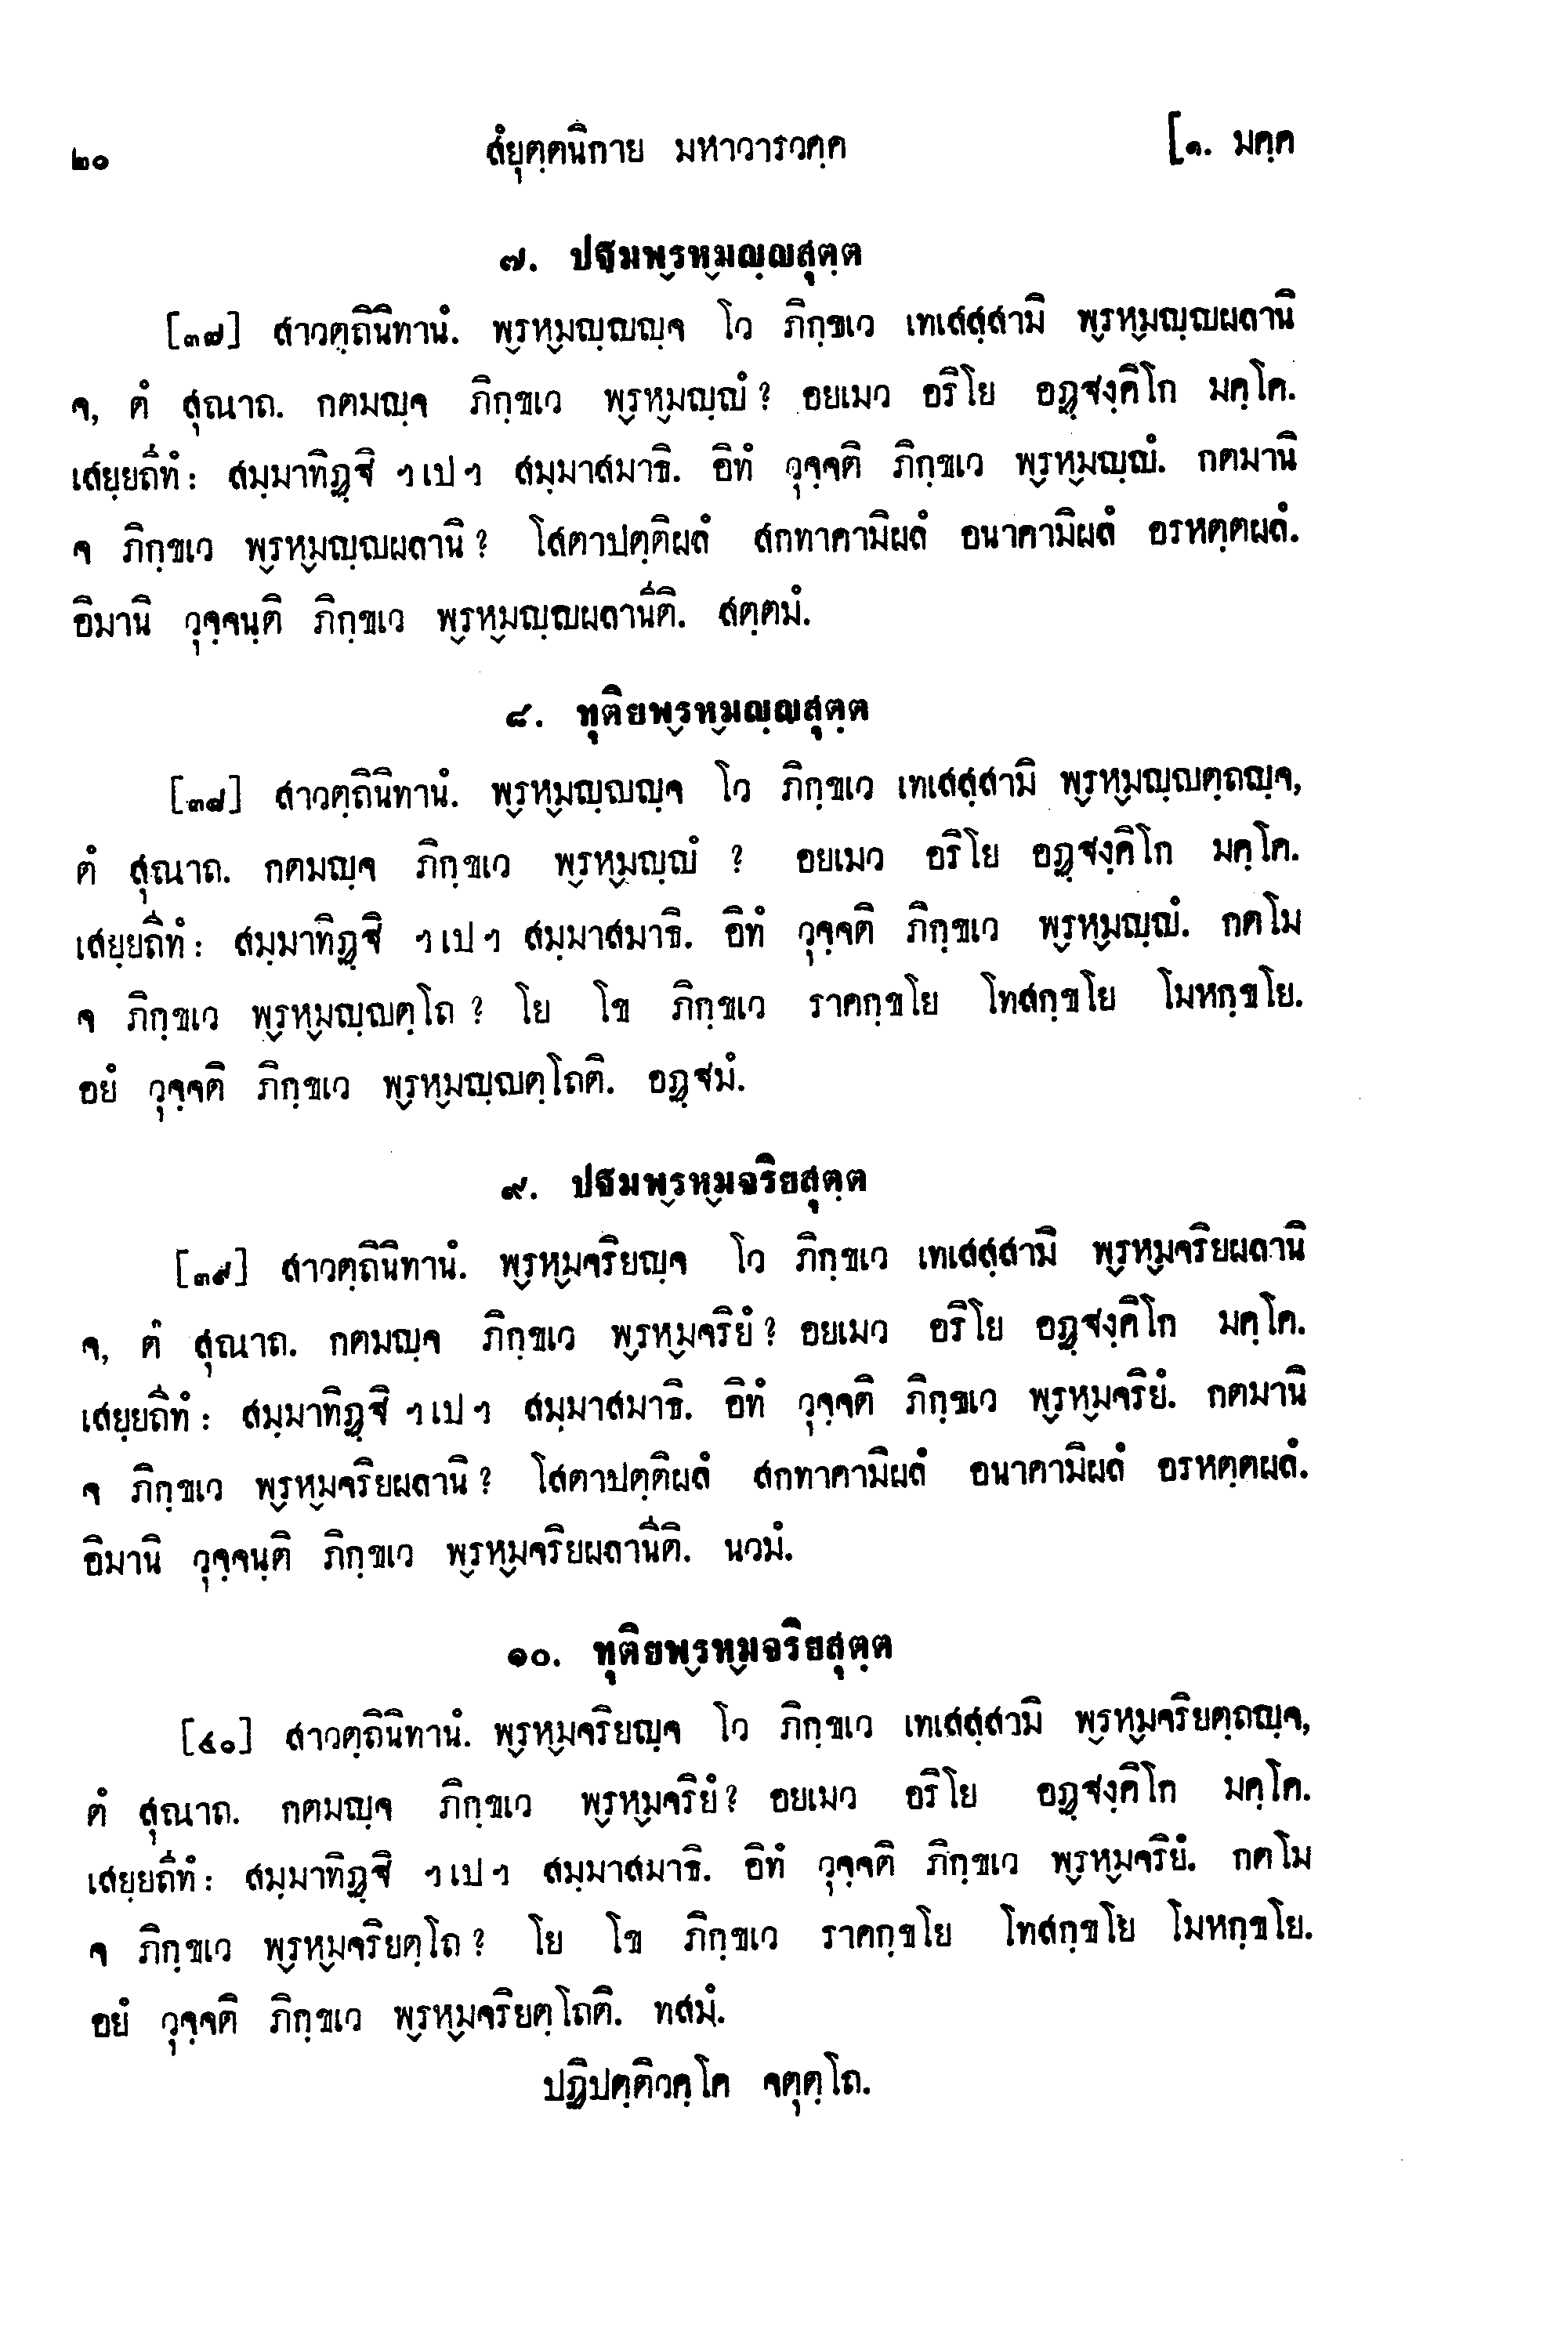 ๒๐ สํยุตฺตนิกาย มหาวารวคฺค [๑. มคฺค
๗. ปฐมพฺรหฺมญฺญสุตฺต
[๓๗] สาวตฺถีนิทานํ. พฺรหฺมญฺญญฺจ โว ภิกฺขเว เทเสสฺสามิ พฺรหฺมญฺญผลานิ
จ, ตํ สุณาถ. กตมญฺจ ภิกฺขเว พฺรหฺมญฺญํ? อยเมว อริโย อฏฺฐงฺคิโก มคฺโค.
เสยฺยถีทํ: สมฺมาทิฏฺฐิ ฯเปฯ สมฺมาสมาธิ. อิทํ วุจฺจติ ภิกฺขเว พฺรหฺมญฺญํ. กตมานิ
จ ภิกฺขเว พฺรหฺมญฺญผลานิ? โสตาปตฺติผลํ สกทาคามิผลํ อนาคามิผลํ อรหตฺตผลํ.
อิมานิ วุจฺจนฺติ ภิกฺขเว พฺรหฺมญฺญผลานีติ. สตฺตมํ.
๘. ทุติยพฺรหฺมญฺญสุตฺต
[๓๘] สาวตฺถีนิทานํ. พฺรหฺมญฺญญฺจ โว ภิกฺขเว เทเสสฺสามิ พฺรหฺมญฺญตฺถญฺจ,
ตํ สุณาถ. กตมญฺจ ภิกฺขเว พฺรหฺมญฺญํ ? อยเมว อริโย อฏฺฐงฺคิโก มคฺโค.
เสยฺยถีทํ: สมฺมาทิฏฺฐิ ฯเปฯ สมฺมาสมาธิ. อิทํ วุจฺจติ ภิกฺขเว พฺรหฺมญฺญํ. กตโม
จ ภิกฺขเว พฺรหฺมญฺญตฺโถ? โย โข ภิกฺขเว ราคกฺขโย โทสกฺขโย โมหกฺขโย.
อยํ วุจฺจติ ภิกฺขเว พฺรหฺมญฺญตฺโถติ. อฏฺฐมํ.
๙. ปฐมพฺรหฺมจริยสุตฺต
[๓๙] สาวตฺถีนิทานํ. พฺรหฺมจริยญฺจ โว ภิกฺขเว เทเสสฺสามิ พฺรหฺมจริยผลานิ
จ, ตํ สุณาถ. กตมญฺจ ภิกฺขเว พฺรหฺมจริยํ? อยเมว อริโย อฏฺฐงฺคิโก มคฺโค.
เสยฺยถีทํ: สมฺมาทิฏฺฐิ ฯเปฯ สมฺมาสมาธิ. อิทํ วุจฺจติ ภิกฺขเว พฺรหฺมจริยํ. กตมานิ
จ ภิกฺขเว พฺรหฺมจริยผลานิ? โสตาปตฺติผลํ สกทาคามิผลํ อนาคามิผลํ อรหตฺตผลํ.
อิมานิ วุจฺจนฺติ ภิกฺขเว พฺรหฺมจริยผลานีติ. นวมํ.
๑๐. ทุติยพฺรหฺมจริยสุตฺต
[๔๐] สาวตฺถีนิทานํ. พฺรหฺมจริยญฺจ โว ภิกฺขเว เทเสสฺสามิ พฺรหฺมจริยตฺถญฺจ,
ตํ สุณาถ. กตมญฺจ ภิกฺขเว พฺรหฺมจริยํ? อยเมว อริโย อฏฺฐงฺคิโก มคฺโค.
เสยฺยถีทํ: สมฺมาทิฏฺฐิ ฯเปฯ สมฺมาสมาธิ. อิทํ วุจฺจติ ภิกฺขเว พฺรหฺมจริยํ. กตโม
จ ภิกฺขเว พฺรหฺมจริยตฺโถ? โย โข ภิกฺขเว ราคกฺขโย โทสกฺขโย โมหกฺขโย.
อยํ วุจฺจติ ภิกฺขเว พฺรหฺมจริยตฺโถติ. ทสมํ.
ปฏิปตฺติวคฺโค จตุตฺโถ.